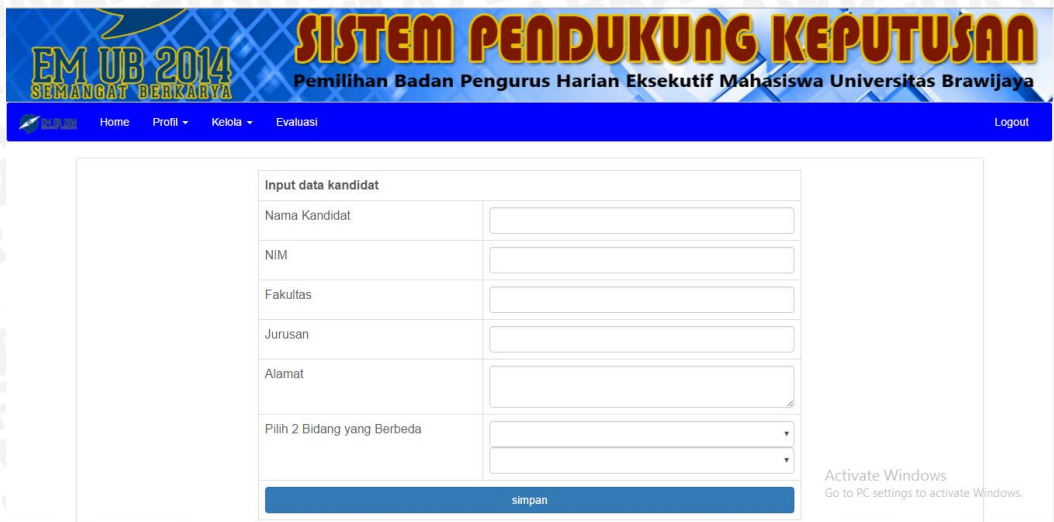 SISTEM PENDUKUNG KEPUTUSAN
EM UB 2014
SEMANGAT BERKARYA
Pemilihan Badan Pengurus Harian Eksekutif Mahasiswa Universitas Brawijaya
Home Profil Kelola Evaluasi Logout
Input data kandidat
Nama Kandidat
NIM
Fakultas
Jurusan
Alamat
Pilih 2 Bidang yang Berbeda
simpan
Activate Windows
Go to PC settings to activate Windows.